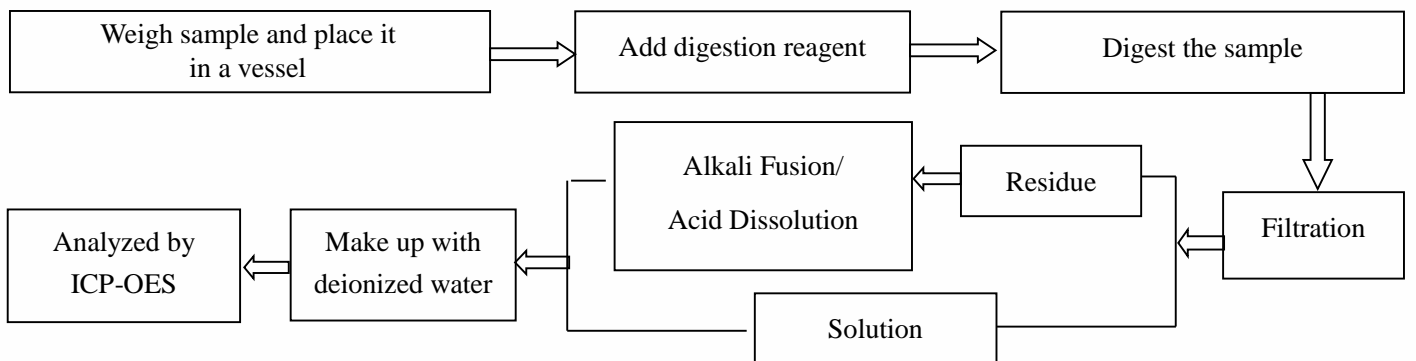 Weigh sample and place it
in a vessel
Add digestion reagent
Digest the sample
Filtration
Residue
Alkali Fusion/
Acid Dissolution
Solution
Make up with
deionized water
Analyzed by
ICP-OES